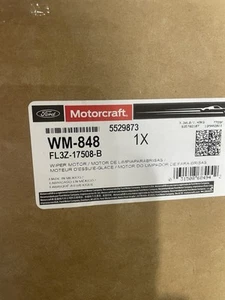 Ford
Motorcraft
5529873
WM-848
1X
FL3Z-17508-B
WIPER MOTOR / MOTOR DE LIMPIAPARABRISAS /
MOTEUR D'ESSUIE-GLACE / MOTOR DO LIMPADOR DE PARA-BRISAS